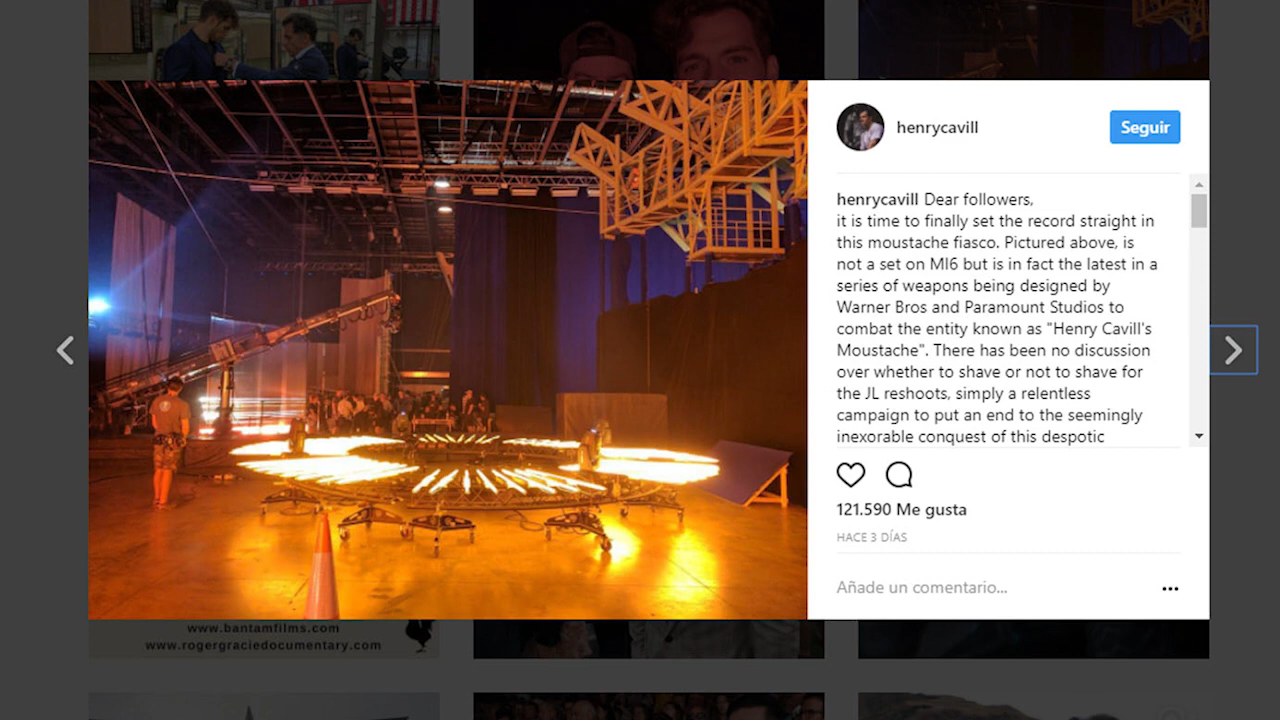 henrycavill
Seguir
henrycavill Dear followers,
it is time to finally set the record straight in
this moustache fiasco. Pictured above, is
not a set on MI6 but is in fact the latest in a
series of weapons being designed by
Warner Bros and Paramount Studios to
combat the entity known as "Henry Cavill's
Moustache". There has been no discussion
over whether to shave or not to shave for
the JL reshoots, simply a relentless
campaign to put an end to the seemingly
inexorable conquest of this despotic
121.590 Me gusta
HACE 3 DÍAS
Añade un comentario...
www.bantamfilms.com
www.rogergraciedocumentary.com